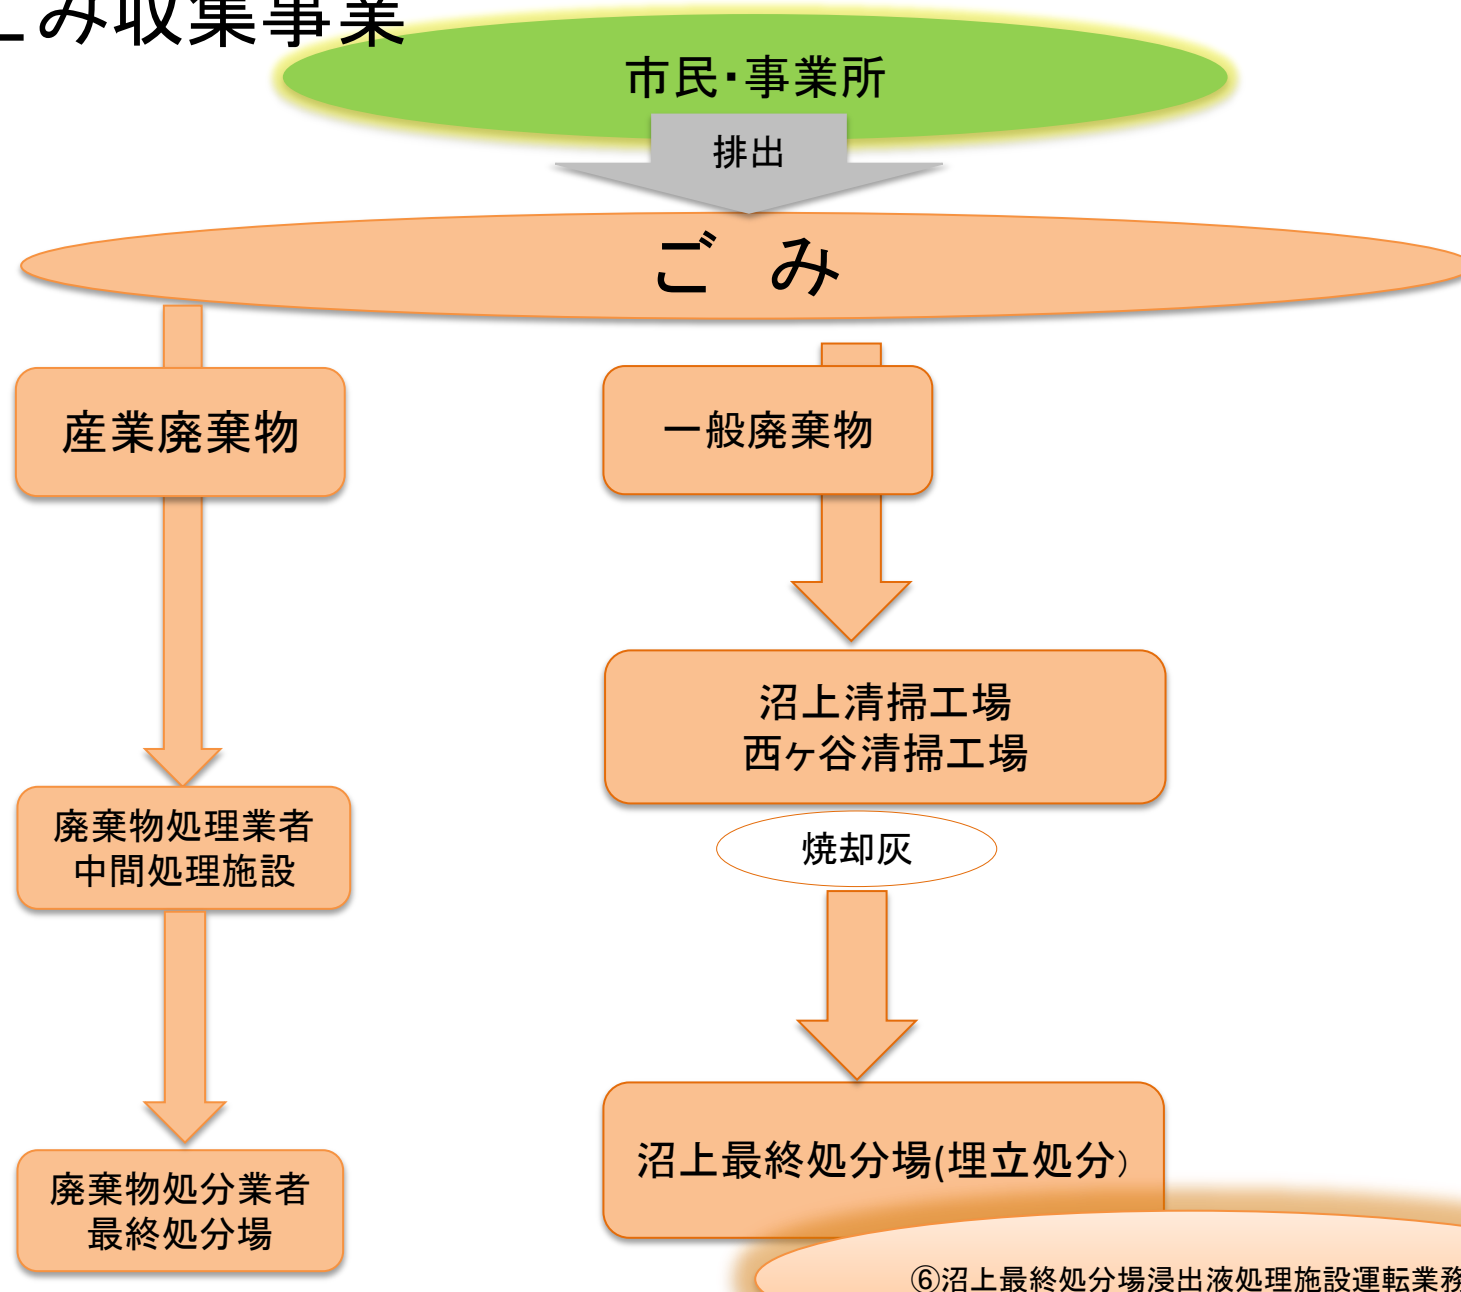 み収集事業
市民・事業所
排出
ご み
産業廃棄物
一般廃棄物
沼上清掃工場
西ヶ谷清掃工場
廃棄物処理業者
中間処理施設
焼却灰
沼上最終処分場(埋立処分）
廃棄物処分業者
最終処分場
⑥沼上最終処分場浸出液処理施設運転業務